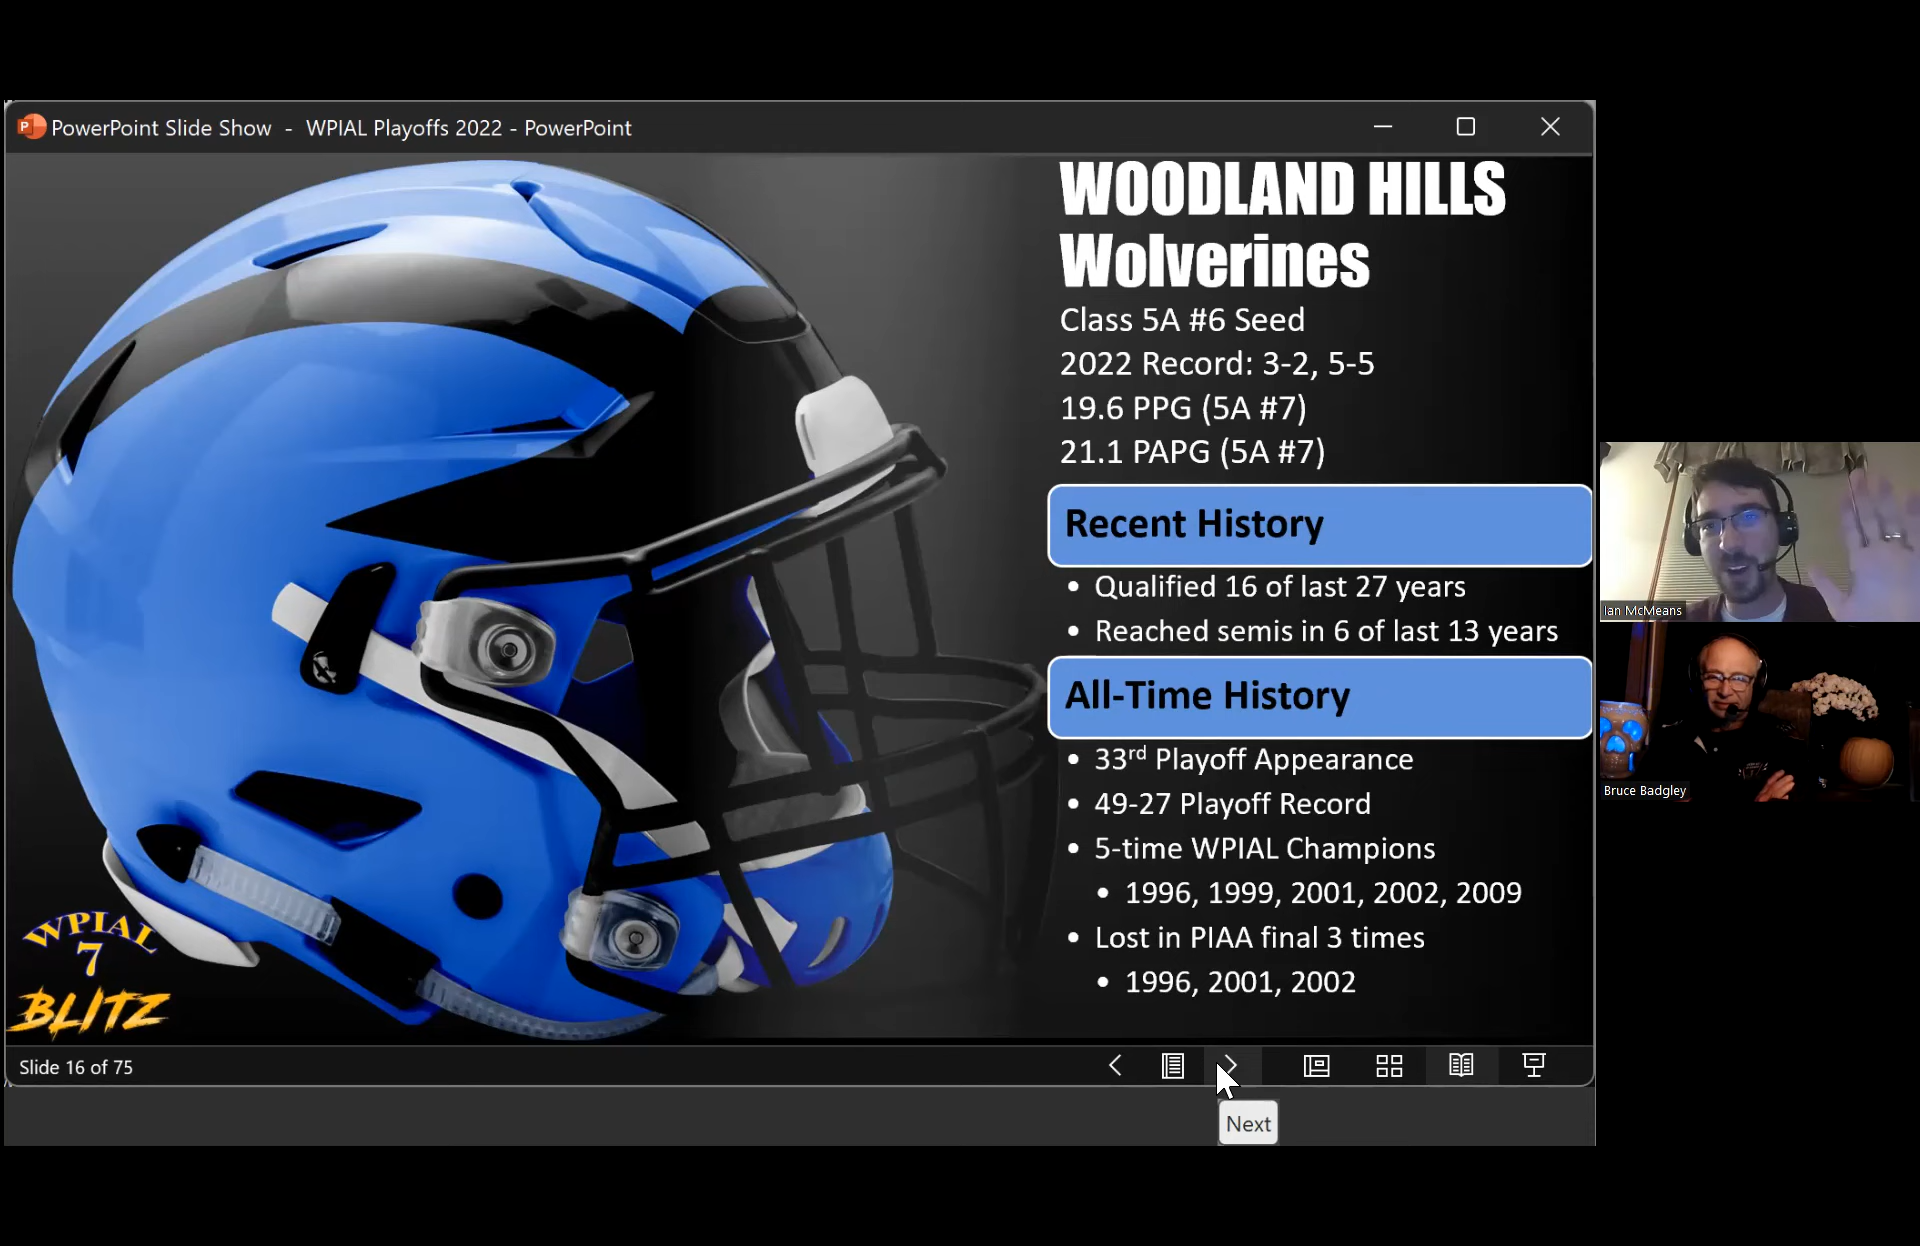 PowerPoint Slide Show - WPIAL Playoffs 2022 - PowerPoint
WOODLAND HILLS
Wolverines
Class 5A #6 Seed
2022 Record: 3-2, 5-5
19.6 PPG (5A #7)
21.1 PAPG (5A #7)
Recent History
• Qualified 16 of last 27 years
• Reached semis in 6 of last 13 years
All-Time History
• 33rd Playoff Appearance
• 49-27 Playoff Record
• 5-time WPIAL Champions
• 1996, 1999, 2001, 2002, 2009
• Lost in PIAA final 3 times
• 1996, 2001, 2002
WPIAL
7
BLITZ
Slide 16 of 75
Next
Ian McMeans
Bruce Badgley